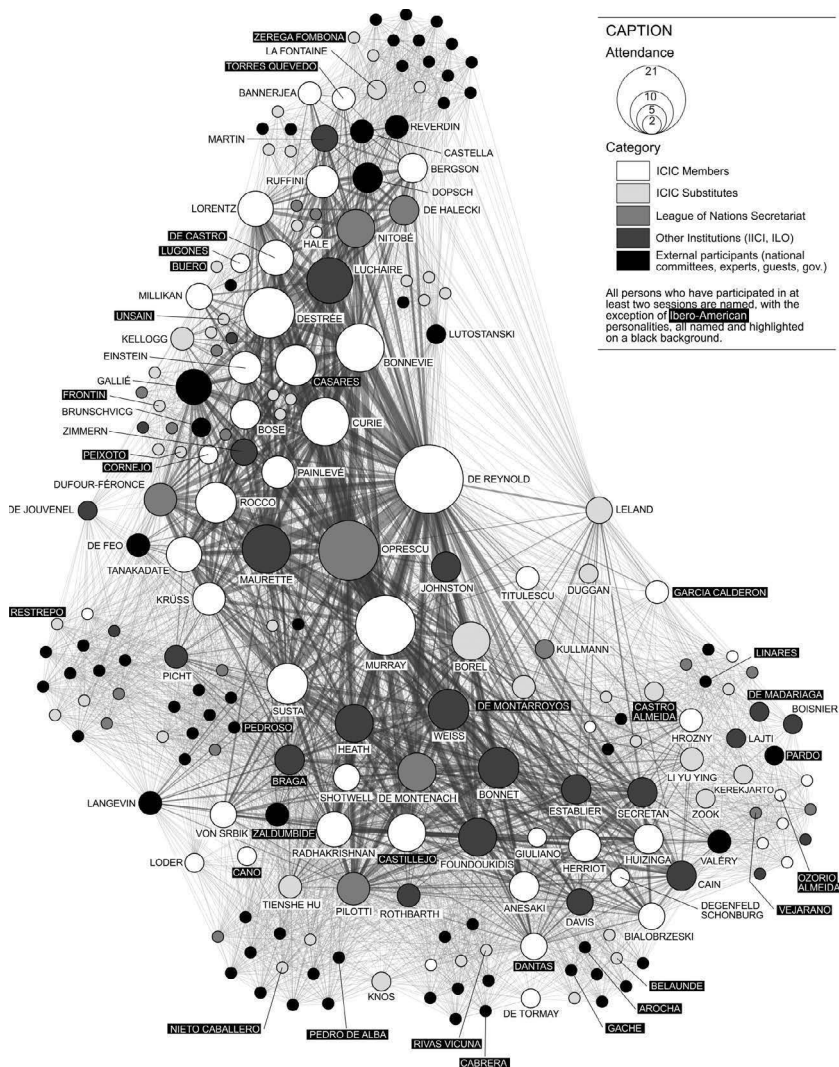 CAPTION
Attendance
21
10
5
2
Category
ICIC Members
ICIC Substitutes
League of Nations Secretariat
Other Institutions (IICI, ILO)
External participants (national
committees, experts, guests, gov.)
All persons who have participated in at
least two sessions are named, with the
exception of Ibero-American
personalities, all named and highlighted
on a black background.
ZEREGA FOMBONA
LA FONTAINE
TORRES QUEVEDO
BANNERJEA
REVERDIN
MARTIN
CASTELLA
BERGSON
RUFFINI
DOPSCH
LORENTZ
DE HALECKI
NITOBÉ
HALE
DE CASTRO
LUGONES
BUERO
LUCHAIRE
MILLIKAN
DESTRÉE
UNSAIN
LUTOSTANSKI
KELLOGG
BONNEVIE
EINSTEIN
CASARES
GALLIÉ
FRONTIN
BRUNSCHVICG
BOSE
CURIE
ZIMMERN
PEIXOTO
CORNEJO
PAINLEVÉ
DE REYNOLD
DUFOUR-FÉRONCE
ROCCO
DE JOUVENEL
LELAND
DE FEO
OPRESCU
TANAKADATE
MAURETTE
JOHNSTON
TITULESCU
DUGGAN
GARCIA CALDERON
KRÜSS
RESTREPO
MURRAY
BOREL
KULLMANN
LINARES
PICHT
SUSTA
DE MONTARROYOS
CASTRO
ALMEIDA
DE MADARIAGA
BOISNIER
PEDROSO
HROZNY
LAJTI
HEATH
WEISS
PARDO
BRAGA
LI YU YING
SHOTWELL
DE MONTENACH
BONNET
KEREKJARTO
LANGEVIN
ESTABLIER
SECRETAN
ZOOK
VON SRBIK
ZALDUMBIDE
RADHAKRISHNAN
CASTILLEJO
FOUNDOUKIDIS
GIULIANO
HERRIOT
HUIZINGA
VALÉRY
LODER
CANO
CAIN
OZORIO
ALMEIDA
TIENSHE HU
PILOTTI
ROTHBARTH
ANESAKI
DAVIS
DEGENFELD
SCHONBURG
VEJARANO
BIALOBRZESKI
DANTAS
KNOS
BELAUNDE
DE TORMAY
AROCHA
GACHE
NIETO CABALLERO
PEDRO DE ALBA
RIVAS VICUNA
CABRERA